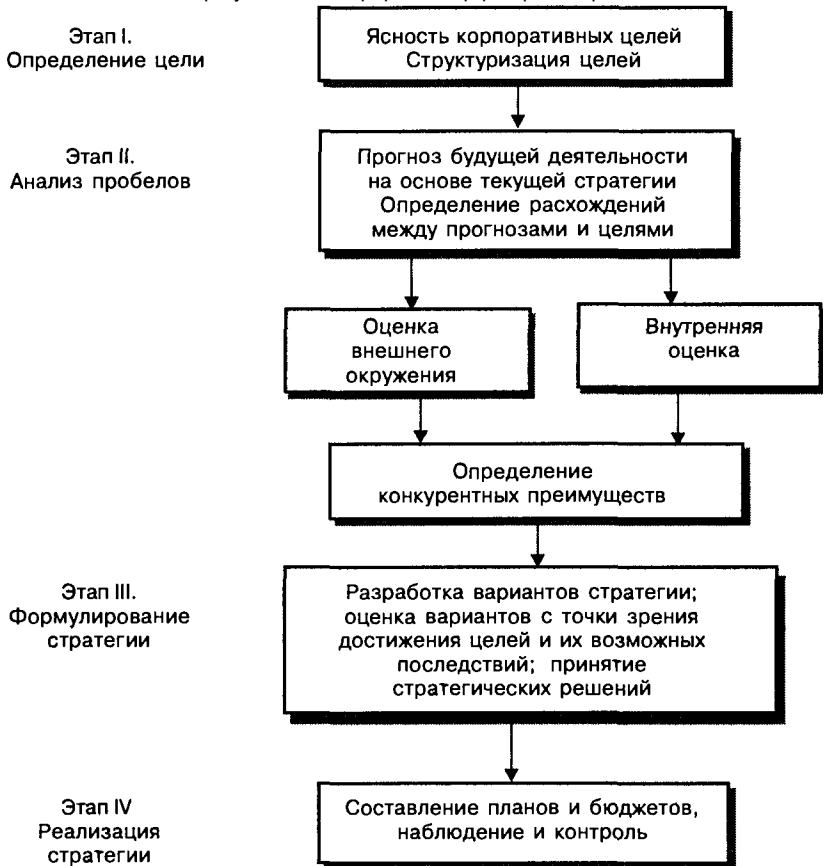 Этап I.
Определение цели
Ясность корпоративных целей
Структуризация целей
Этап II.
Анализ пробелов
Прогноз будущей деятельности
на основе текущей стратегии
Определение расхождений
между прогнозами и целями
Оценка
внешнего
окружения
Внутренняя
оценка
Определение
конкурентных преимуществ
Этап III.
Формулирование
стратегии
Разработка вариантов стратегии;
оценка вариантов с точки зрения
достижения целей и их возможных
последствий; принятие
стратегических решений
Этап IV
Реализация
стратегии
Составление планов и бюджетов,
наблюдение и контроль